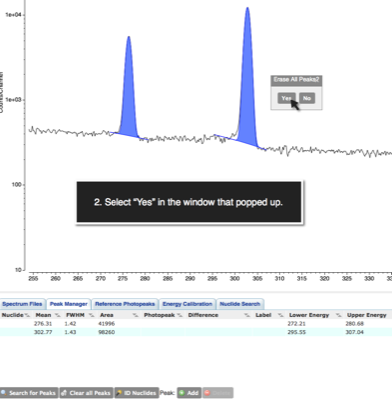 1e+04
Counts/Channel
Erase All Peaks?
Yes No
1e+03
100
2. Select "Yes" in the window that popped up.
10
255 260 265 270 275 280 285 290 295 300 305 310 315 320 325 330
Spectrum Files Peak Manager Reference Photopeaks Energy Calibration Nuclide Search
Nuclide Mean FWHM Area Photopeak Difference Label Lower Energy Upper Energy
276.31 1.42 41996 272.21 280.68
302.77 1.43 98260 295.55 307.04
Search for Peaks Clear all Peaks ID Nuclides Peak: Add